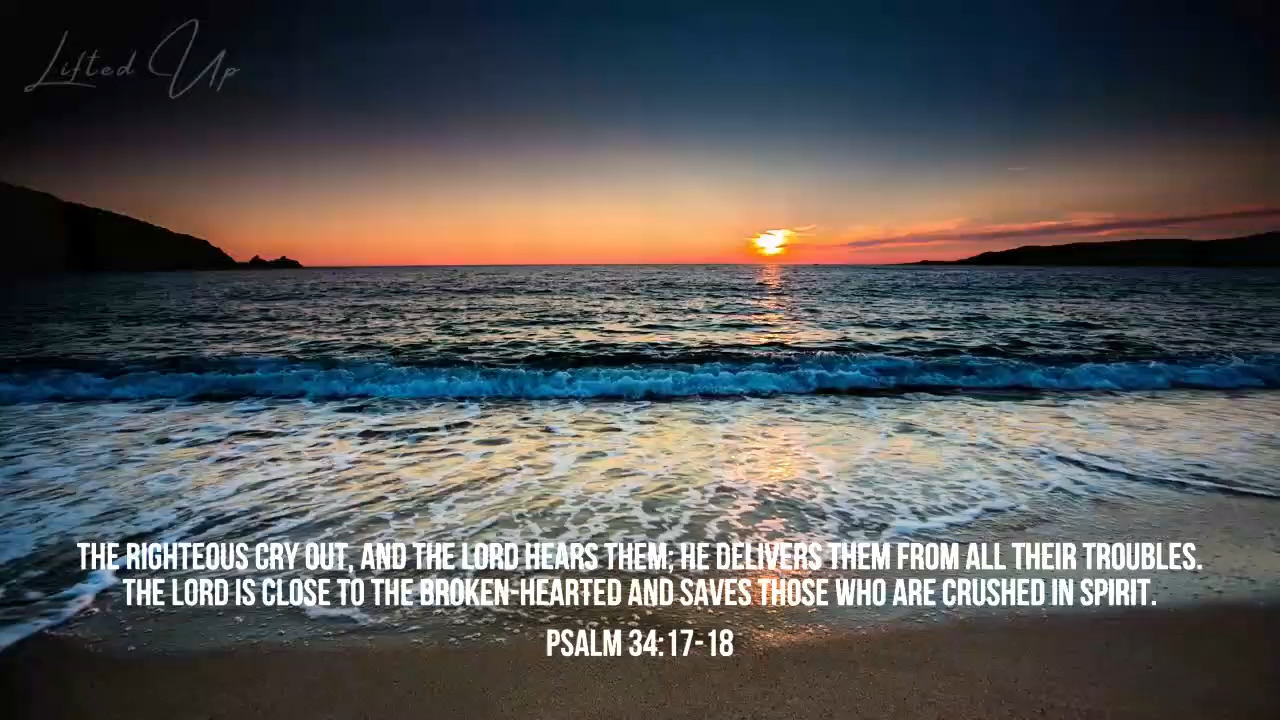 Lifted Up
THE RIGHTEOUS CRY OUT, AND THE LORD HEARS THEM; HE DELIVERS THEM FROM ALL THEIR TROUBLES.
THE LORD IS CLOSE TO THE BROKEN-HEARTED AND SAVES THOSE WHO ARE CRUSHED IN SPIRIT.
PSALM 34:17-18